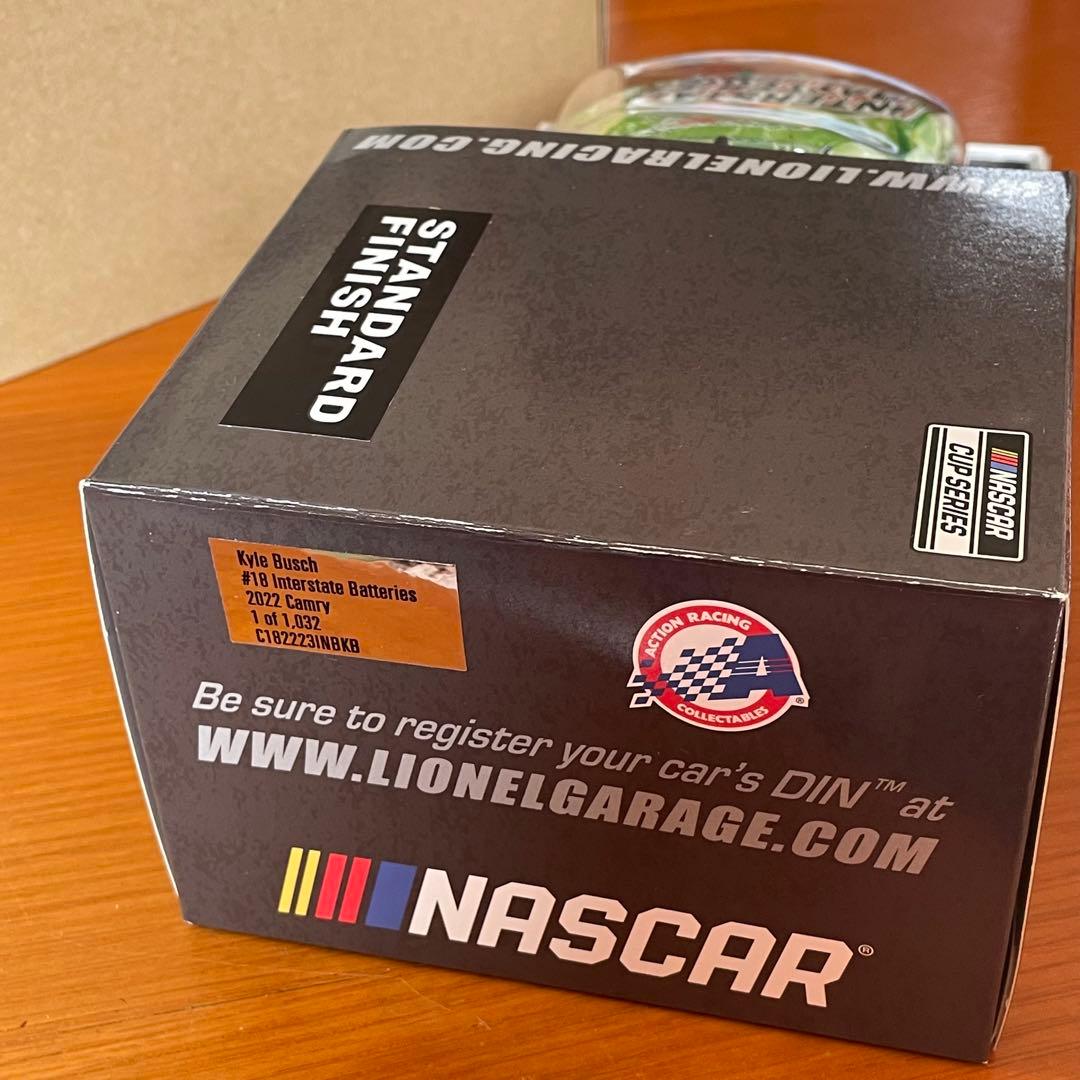 WWW.LIONELRACING.COM
STANDARD
FINISH
NASCAR
CUP SERIES
Kyle Busch
#18 Interstate Batteries
2022 Camry
1 of 1,032
C182223INBKB
ACTION RACING
A
COLLECTABLES
®
Be sure to register your car's DIN™ at
WWW.LIONELGARAGE.COM
NASCAR®